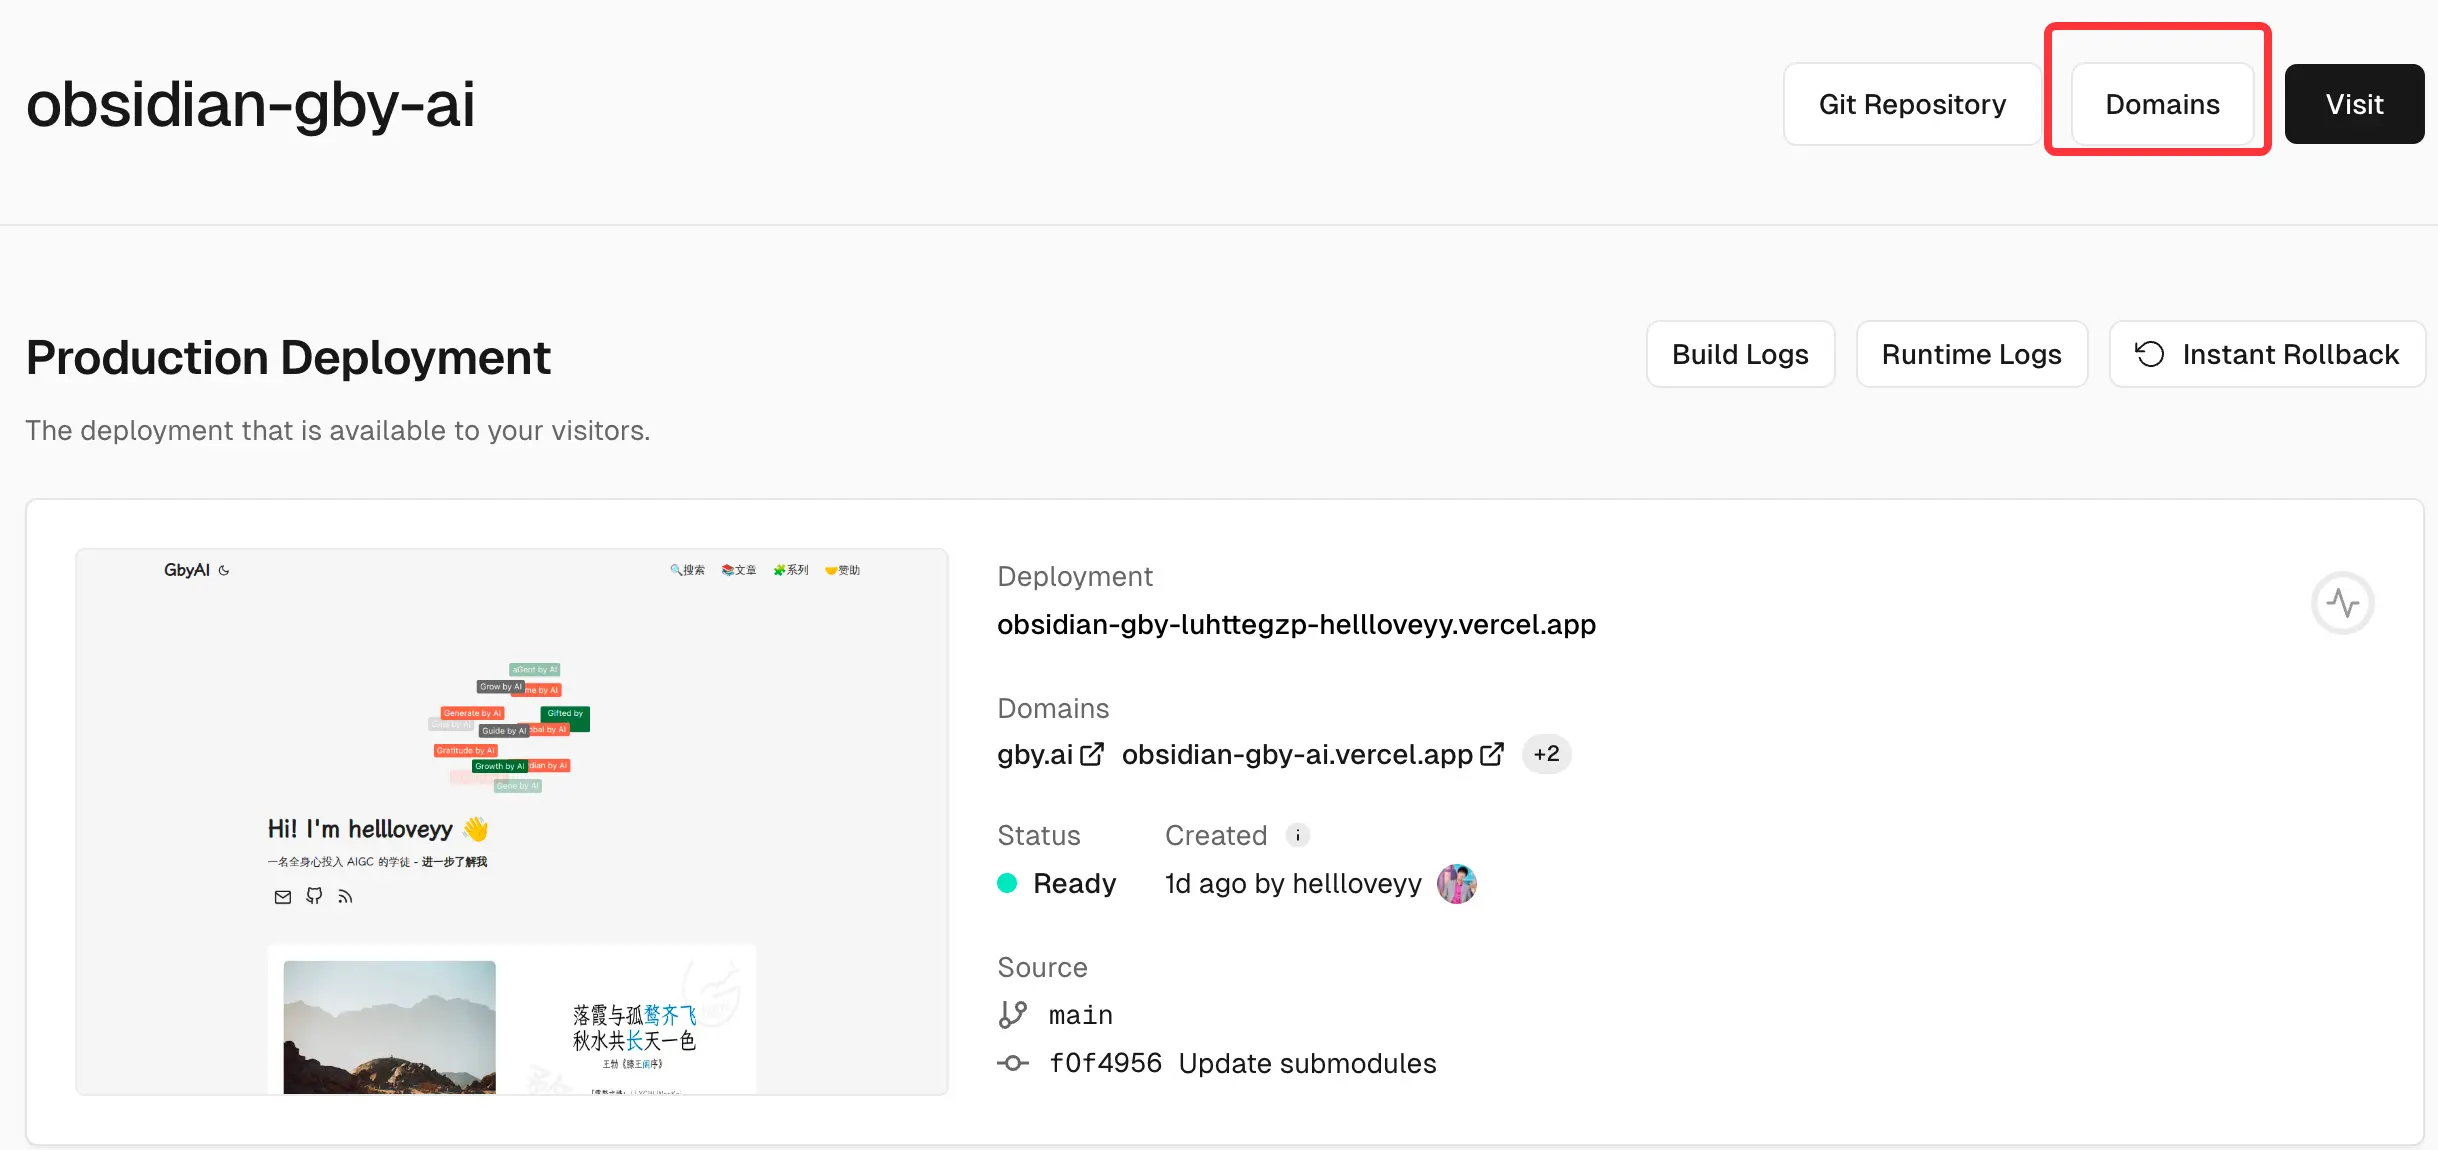 obsidian-gby-ai
Git Repository
Domains
Visit
Production Deployment
Build Logs
Runtime Logs
Instant Rollback
The deployment that is available to your visitors.
GbyAI
🔍搜索 📚文章 🧩系列 🤝赞助
aGent by AI
Grow by AI
me by AI
Generate by AI
Gifted by
Guide by AI
bal by AI
Gratitude by AI
Growth by AI
dian by AI
Gene by AI
Hi! I'm hellloveyy 👋
一名全身心投入 AIGC 的学徒 - 进一步了解我
落霞与孤鹜齐飞
秋水共长天一色
王勃《滕王阁序》
Deployment
obsidian-gby-luhttegzp-hellloveyy.vercel.app
Domains
gby.ai obsidian-gby-ai.vercel.app +2
Status
Created
Ready
1d ago by hellloveyy
Source
main
f0f4956 Update submodules